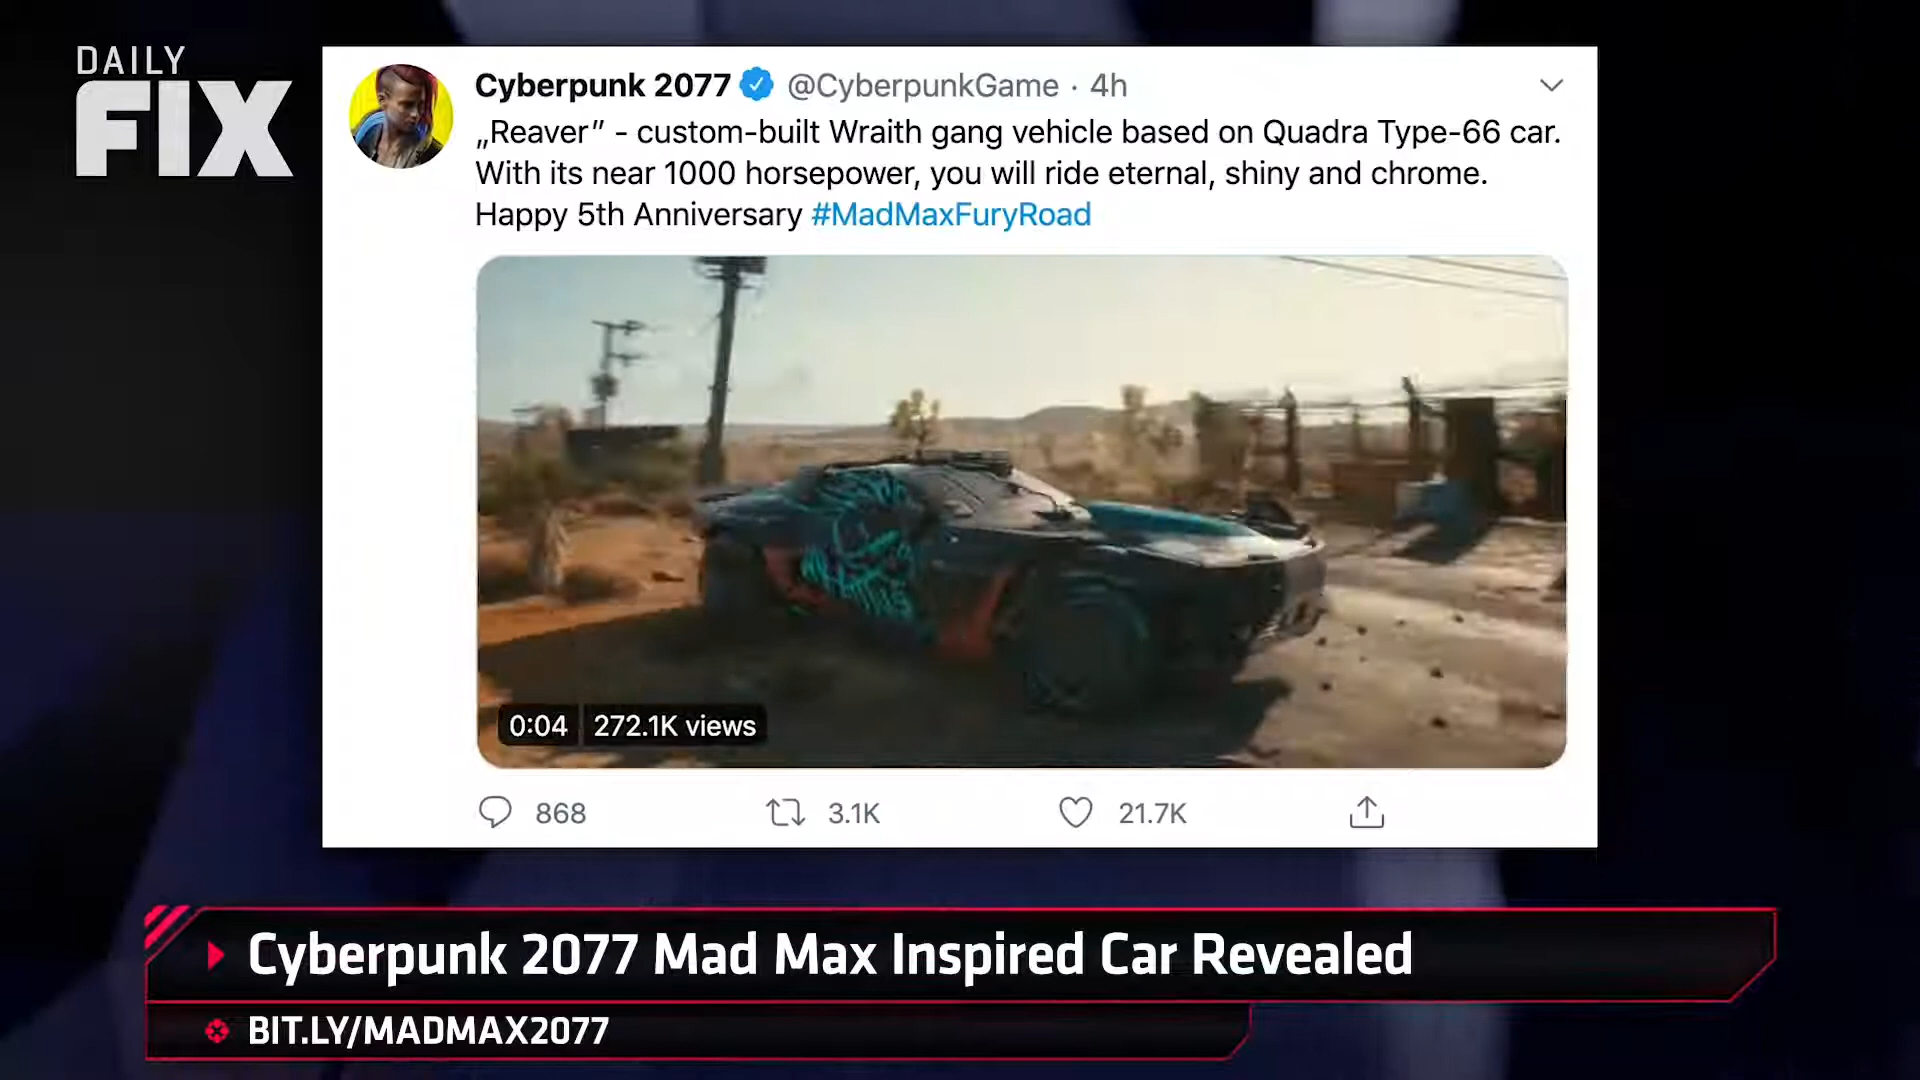 DAILY
FIX
Cyberpunk 2077 @CyberpunkGame · 4h
„Reaver” - custom-built Wraith gang vehicle based on Quadra Type-66 car.
With its near 1000 horsepower, you will ride eternal, shiny and chrome.
Happy 5th Anniversary #MadMaxFuryRoad
0:04 272.1K views
868 3.1K 21.7K
Cyberpunk 2077 Mad Max Inspired Car Revealed
BIT.LY/MADMAX2077